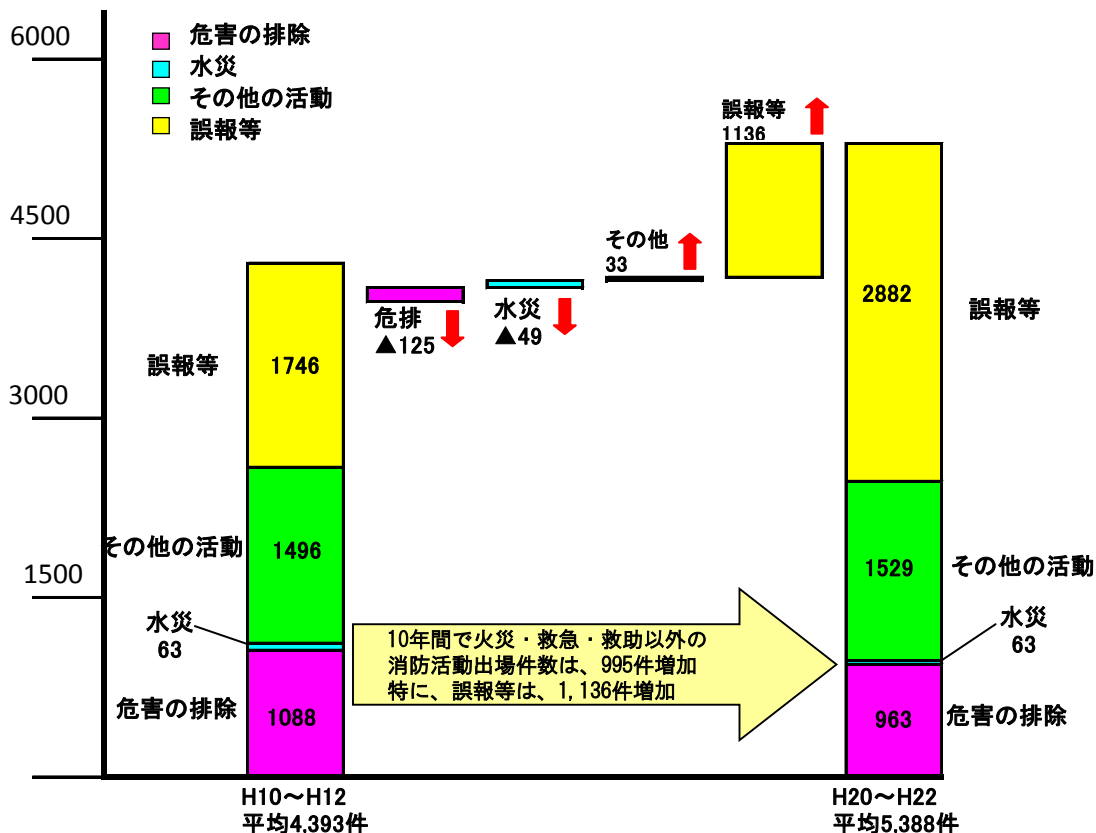 6000
4500
3000
1500
危害の排除
水災
その他の活動
誤報等
誤報等
1746
その他の活動
1496
水災
63
危害の排除
1088
危排
▲125
水災
▲49
その他
33
誤報等
1136
2882
誤報等
1529
その他の活動
水災
63
963
危害の排除
10年間で火災・救急・救助以外の
消防活動出場件数は、995件増加
特に、誤報等は、1,136件増加
H10～H12
平均4,393件
H20～H22
平均5,388件